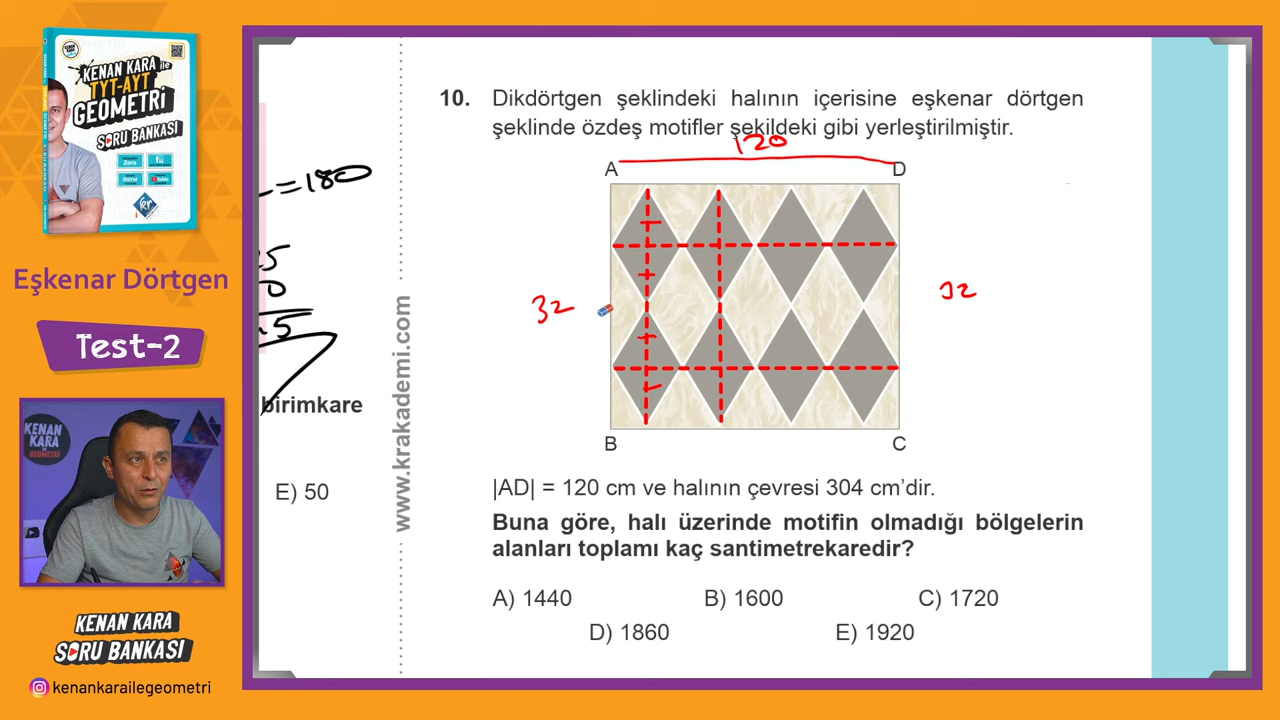 KENAN KARA ile
TYT-AYT
GEOMETRİ
SORU BANKASI
Eşkenar Dörtgen
Test-2
KENAN KARA
GEOMETRİ
KENAN KARA
SORU BANKASI
kenankarailegeometri
=180
birimkare
E) 50
www.krakademi.com
10. Dikdörtgen şeklindeki halının içerisine eşkenar dörtgen
şeklinde özdeş motifler şekildeki gibi yerleştirilmiştir.
120
A D
32 32
B C
|AD| = 120 cm ve halının çevresi 304 cm'dir.
Buna göre, halı üzerinde motifin olmadığı bölgelerin
alanları toplamı kaç santimetrekaredir?
A) 1440 B) 1600 C) 1720
D) 1860 E) 1920